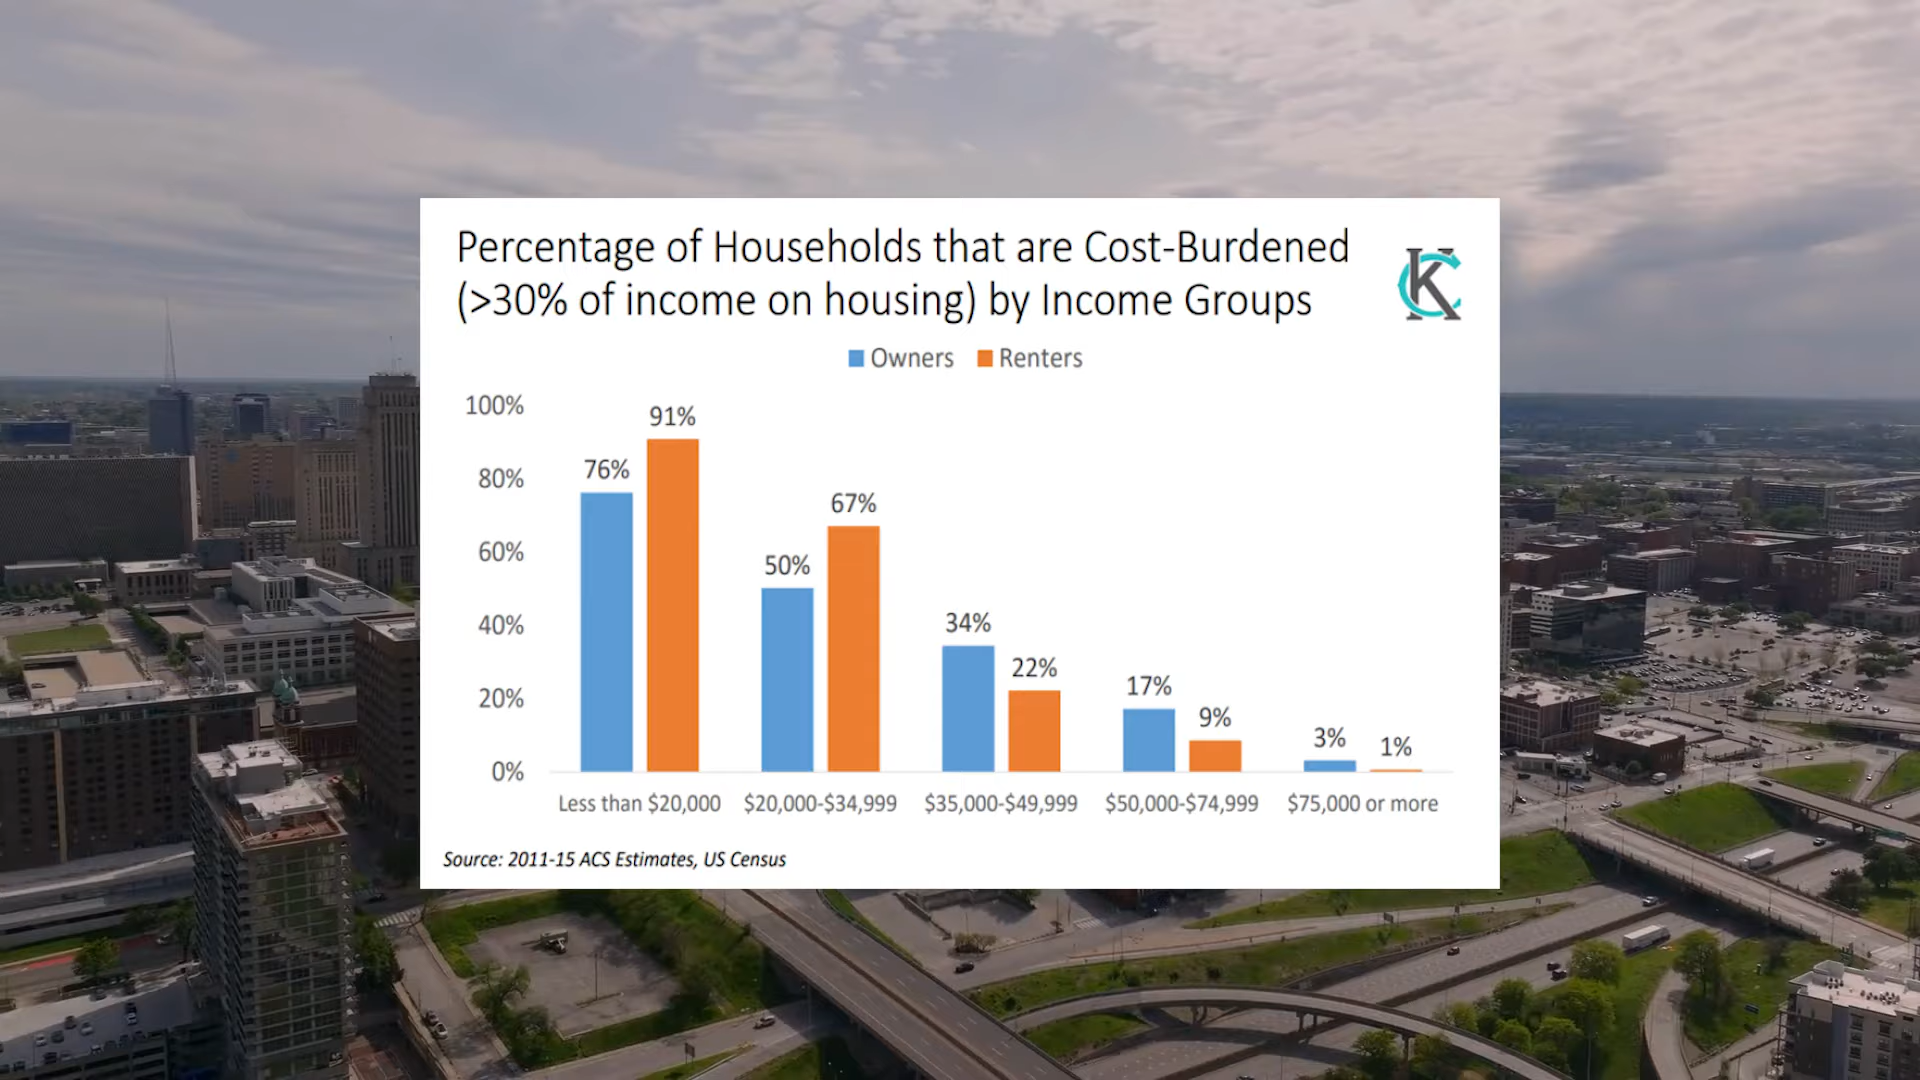 Percentage of Households that are Cost-Burdened
(>30% of income on housing) by Income Groups
KC
Owners Renters
100%
80%
60%
40%
20%
0%
76% 91%
50% 67%
34% 22%
17% 9%
3% 1%
Less than $20,000 $20,000-$34,999 $35,000-$49,999 $50,000-$74,999 $75,000 or more
Source: 2011-15 ACS Estimates, US Census